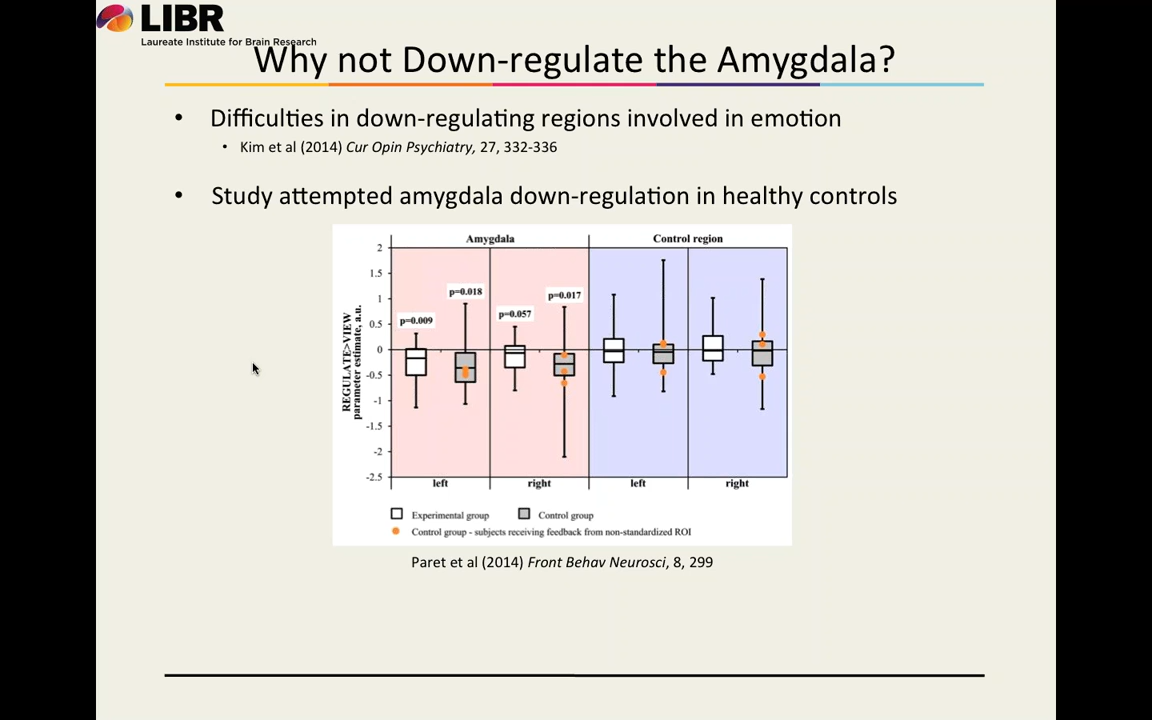 LIBR
Laureate Institute for Brain Research
Why not Down-regulate the Amygdala?
• Difficulties in down-regulating regions involved in emotion
• Kim et al (2014) Cur Opin Psychiatry, 27, 332-336
• Study attempted amygdala down-regulation in healthy controls
Amygdala
Control region
REGULATE>VIEW
parameter estimate, a.u.
2
1.5
1
0.5
0
-0.5
-1
-1.5
-2
-2.5
p=0.009
p=0.018
p=0.057
p=0.017
left
right
left
right
Experimental group
Control group
Control group - subjects receiving feedback from non-standardized ROI
Paret et al (2014) Front Behav Neurosci, 8, 299